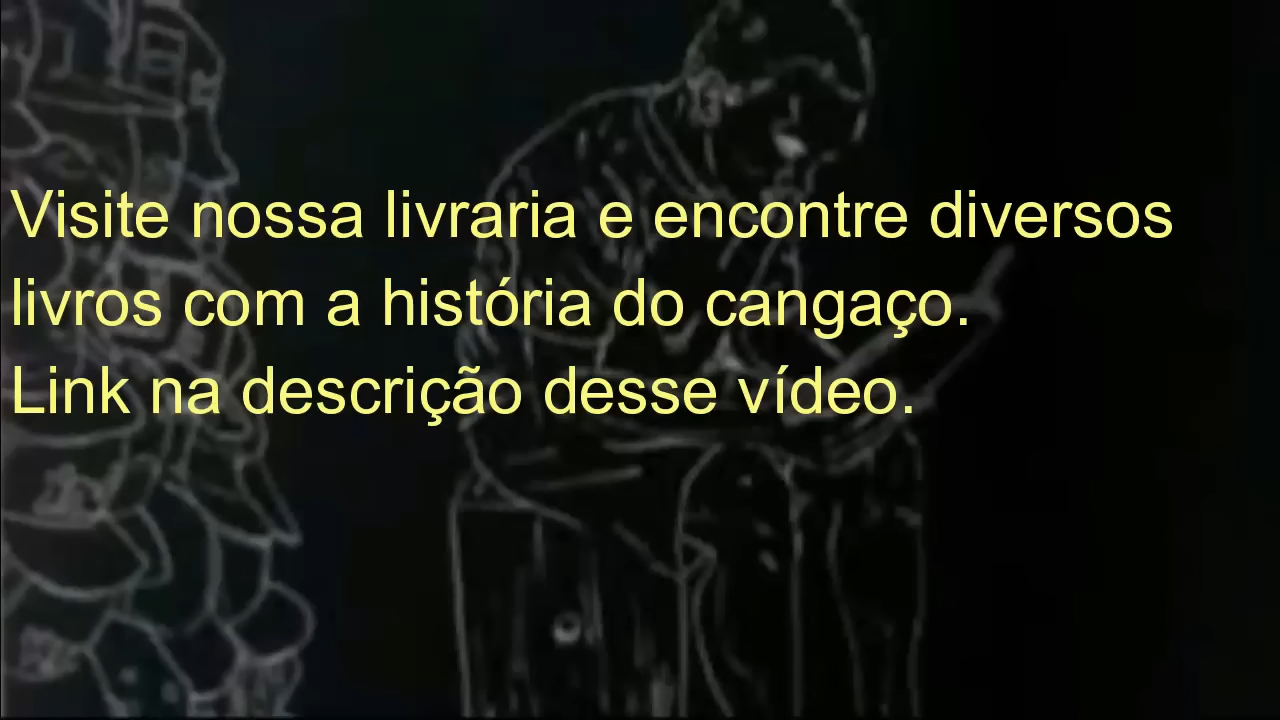 Visite nossa livraria e encontre diversos
livros com a história do cangaço.
Link na descrição desse vídeo.